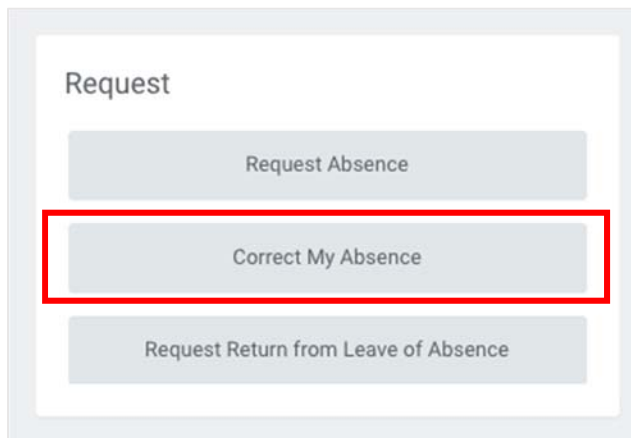 Request
Request Absence
Correct My Absence
Request Return from Leave of Absence